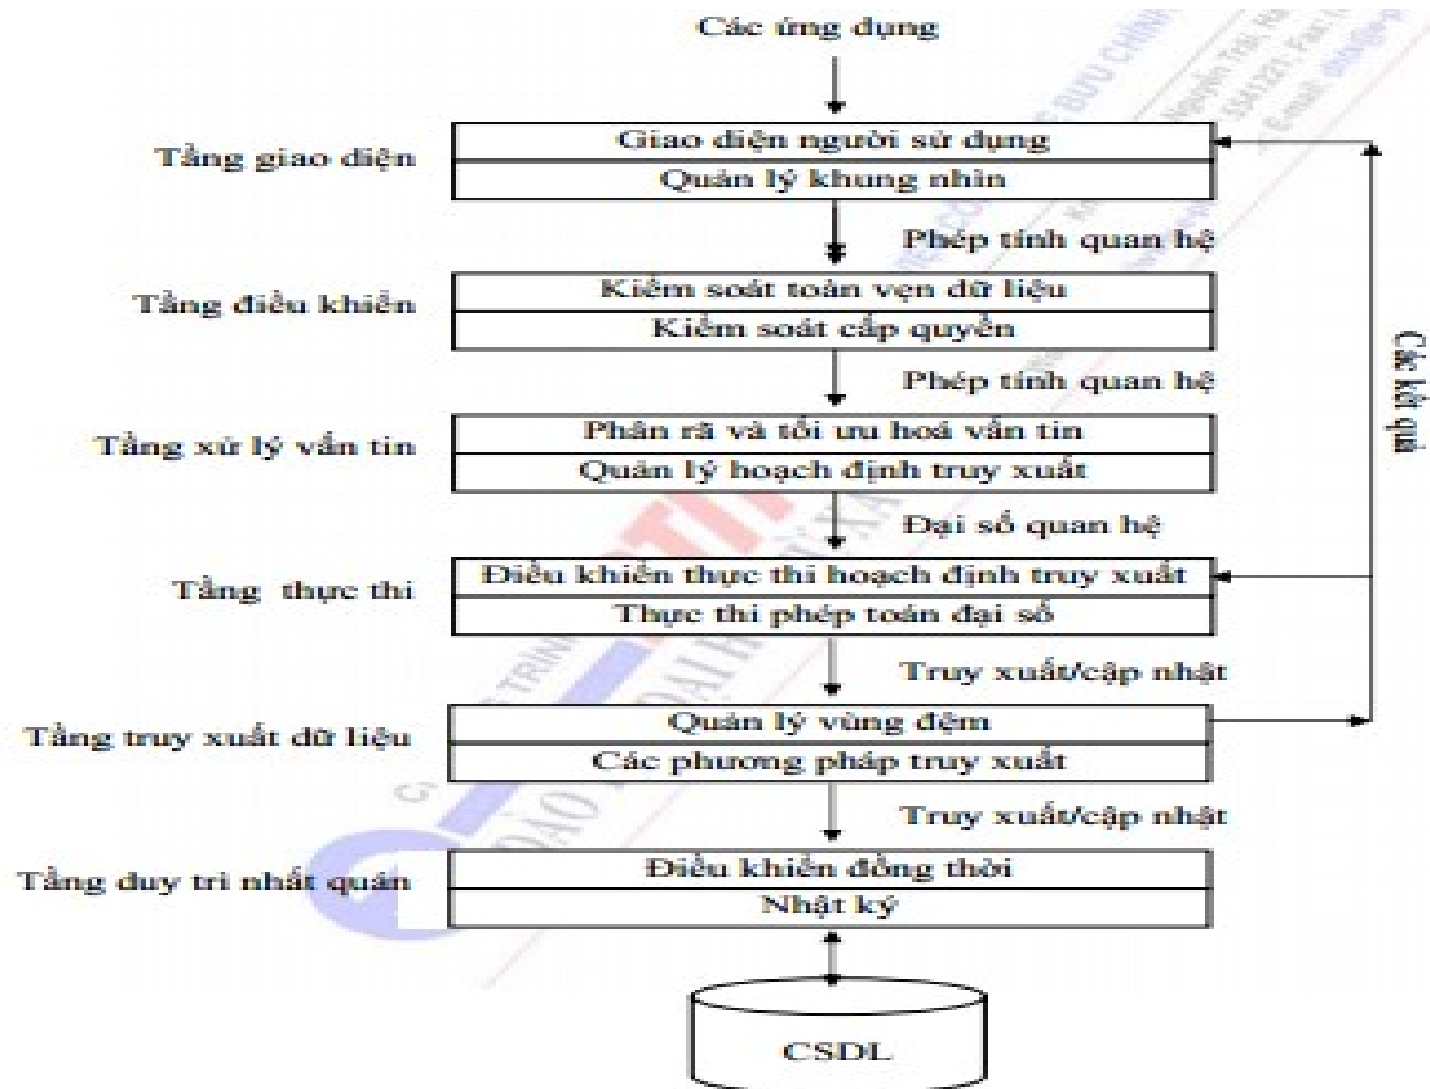 Các ứng dụng
Tầng giao diện
Giao diện người sử dụng
Quản lý khung nhìn
Phép tính quan hệ
Tầng điều khiển
Kiểm soát toàn vẹn dữ liệu
Kiểm soát cấp quyền
Phép tính quan hệ
Các kết quả
Tầng xử lý vấn tin
Phân rã và tối ưu hoá vấn tin
Quản lý hoạch định truy xuất
Đại số quan hệ
Tầng thực thi
Điều khiển thực thi hoạch định truy xuất
Thực thi phép toán đại số
Truy xuất/cập nhật
Tầng truy xuất dữ liệu
Quản lý vùng đệm
Các phương pháp truy xuất
Truy xuất/cập nhật
Tầng duy trì nhất quán
Điều khiển đồng thời
Nhật ký
CSDL